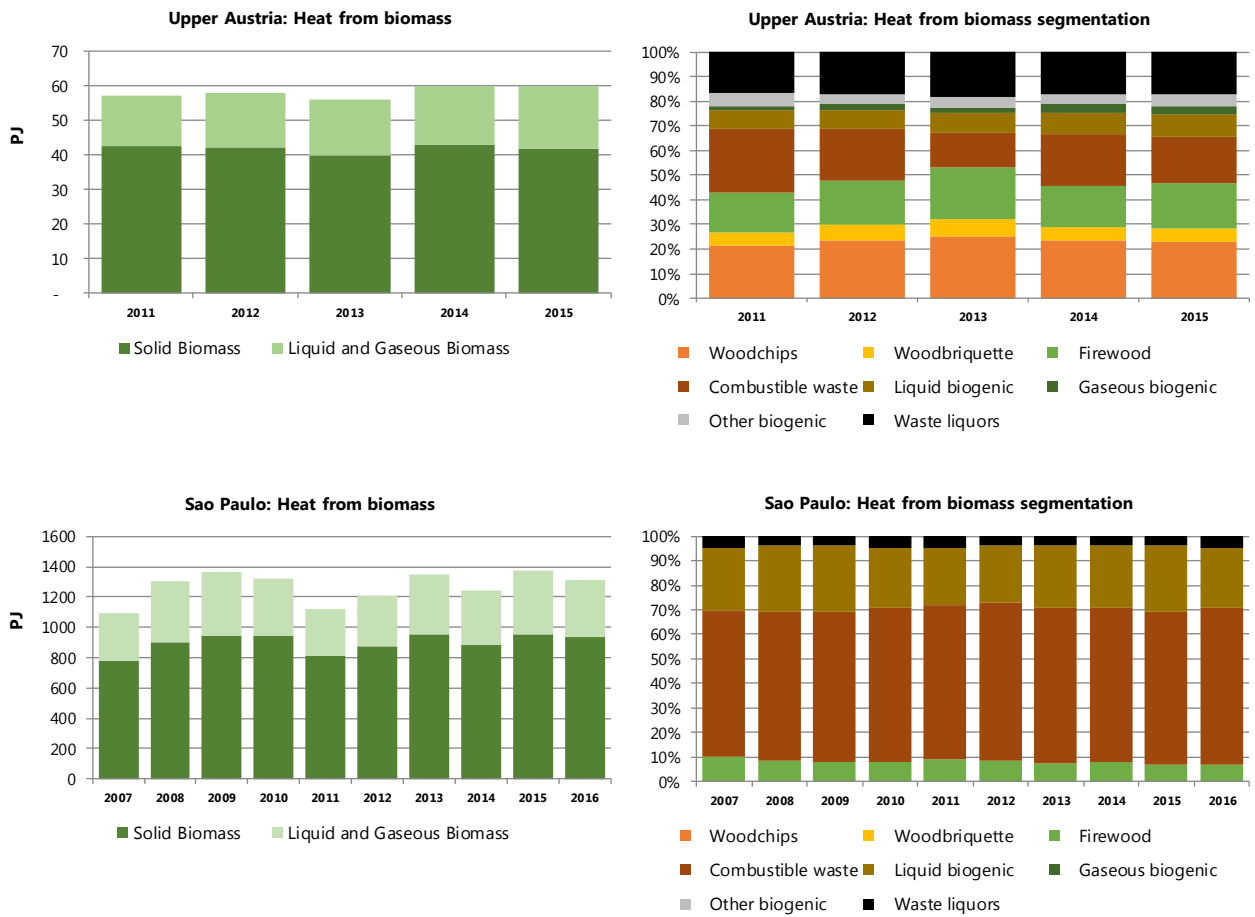 Upper Austria: Heat from biomass
70
60
50
40
30
20
10
-
PJ
2011 2012 2013 2014 2015
Solid Biomass Liquid and Gaseous Biomass
Upper Austria: Heat from biomass segmentation
100%
90%
80%
70%
60%
50%
40%
30%
20%
10%
0%
2011 2012 2013 2014 2015
Woodchips Woodbriquette Firewood
Combustible waste Liquid biogenic Gaseous biogenic
Other biogenic Waste liquors
Sao Paulo: Heat from biomass
1600
1400
1200
1000
800
600
400
200
0
PJ
2007 2008 2009 2010 2011 2012 2013 2014 2015 2016
Solid Biomass Liquid and Gaseous Biomass
Sao Paulo: Heat from biomass segmentation
100%
90%
80%
70%
60%
50%
40%
30%
20%
10%
0%
2007 2008 2009 2010 2011 2012 2013 2014 2015 2016
Woodchips Woodbriquette Firewood
Combustible waste Liquid biogenic Gaseous biogenic
Other biogenic Waste liquors